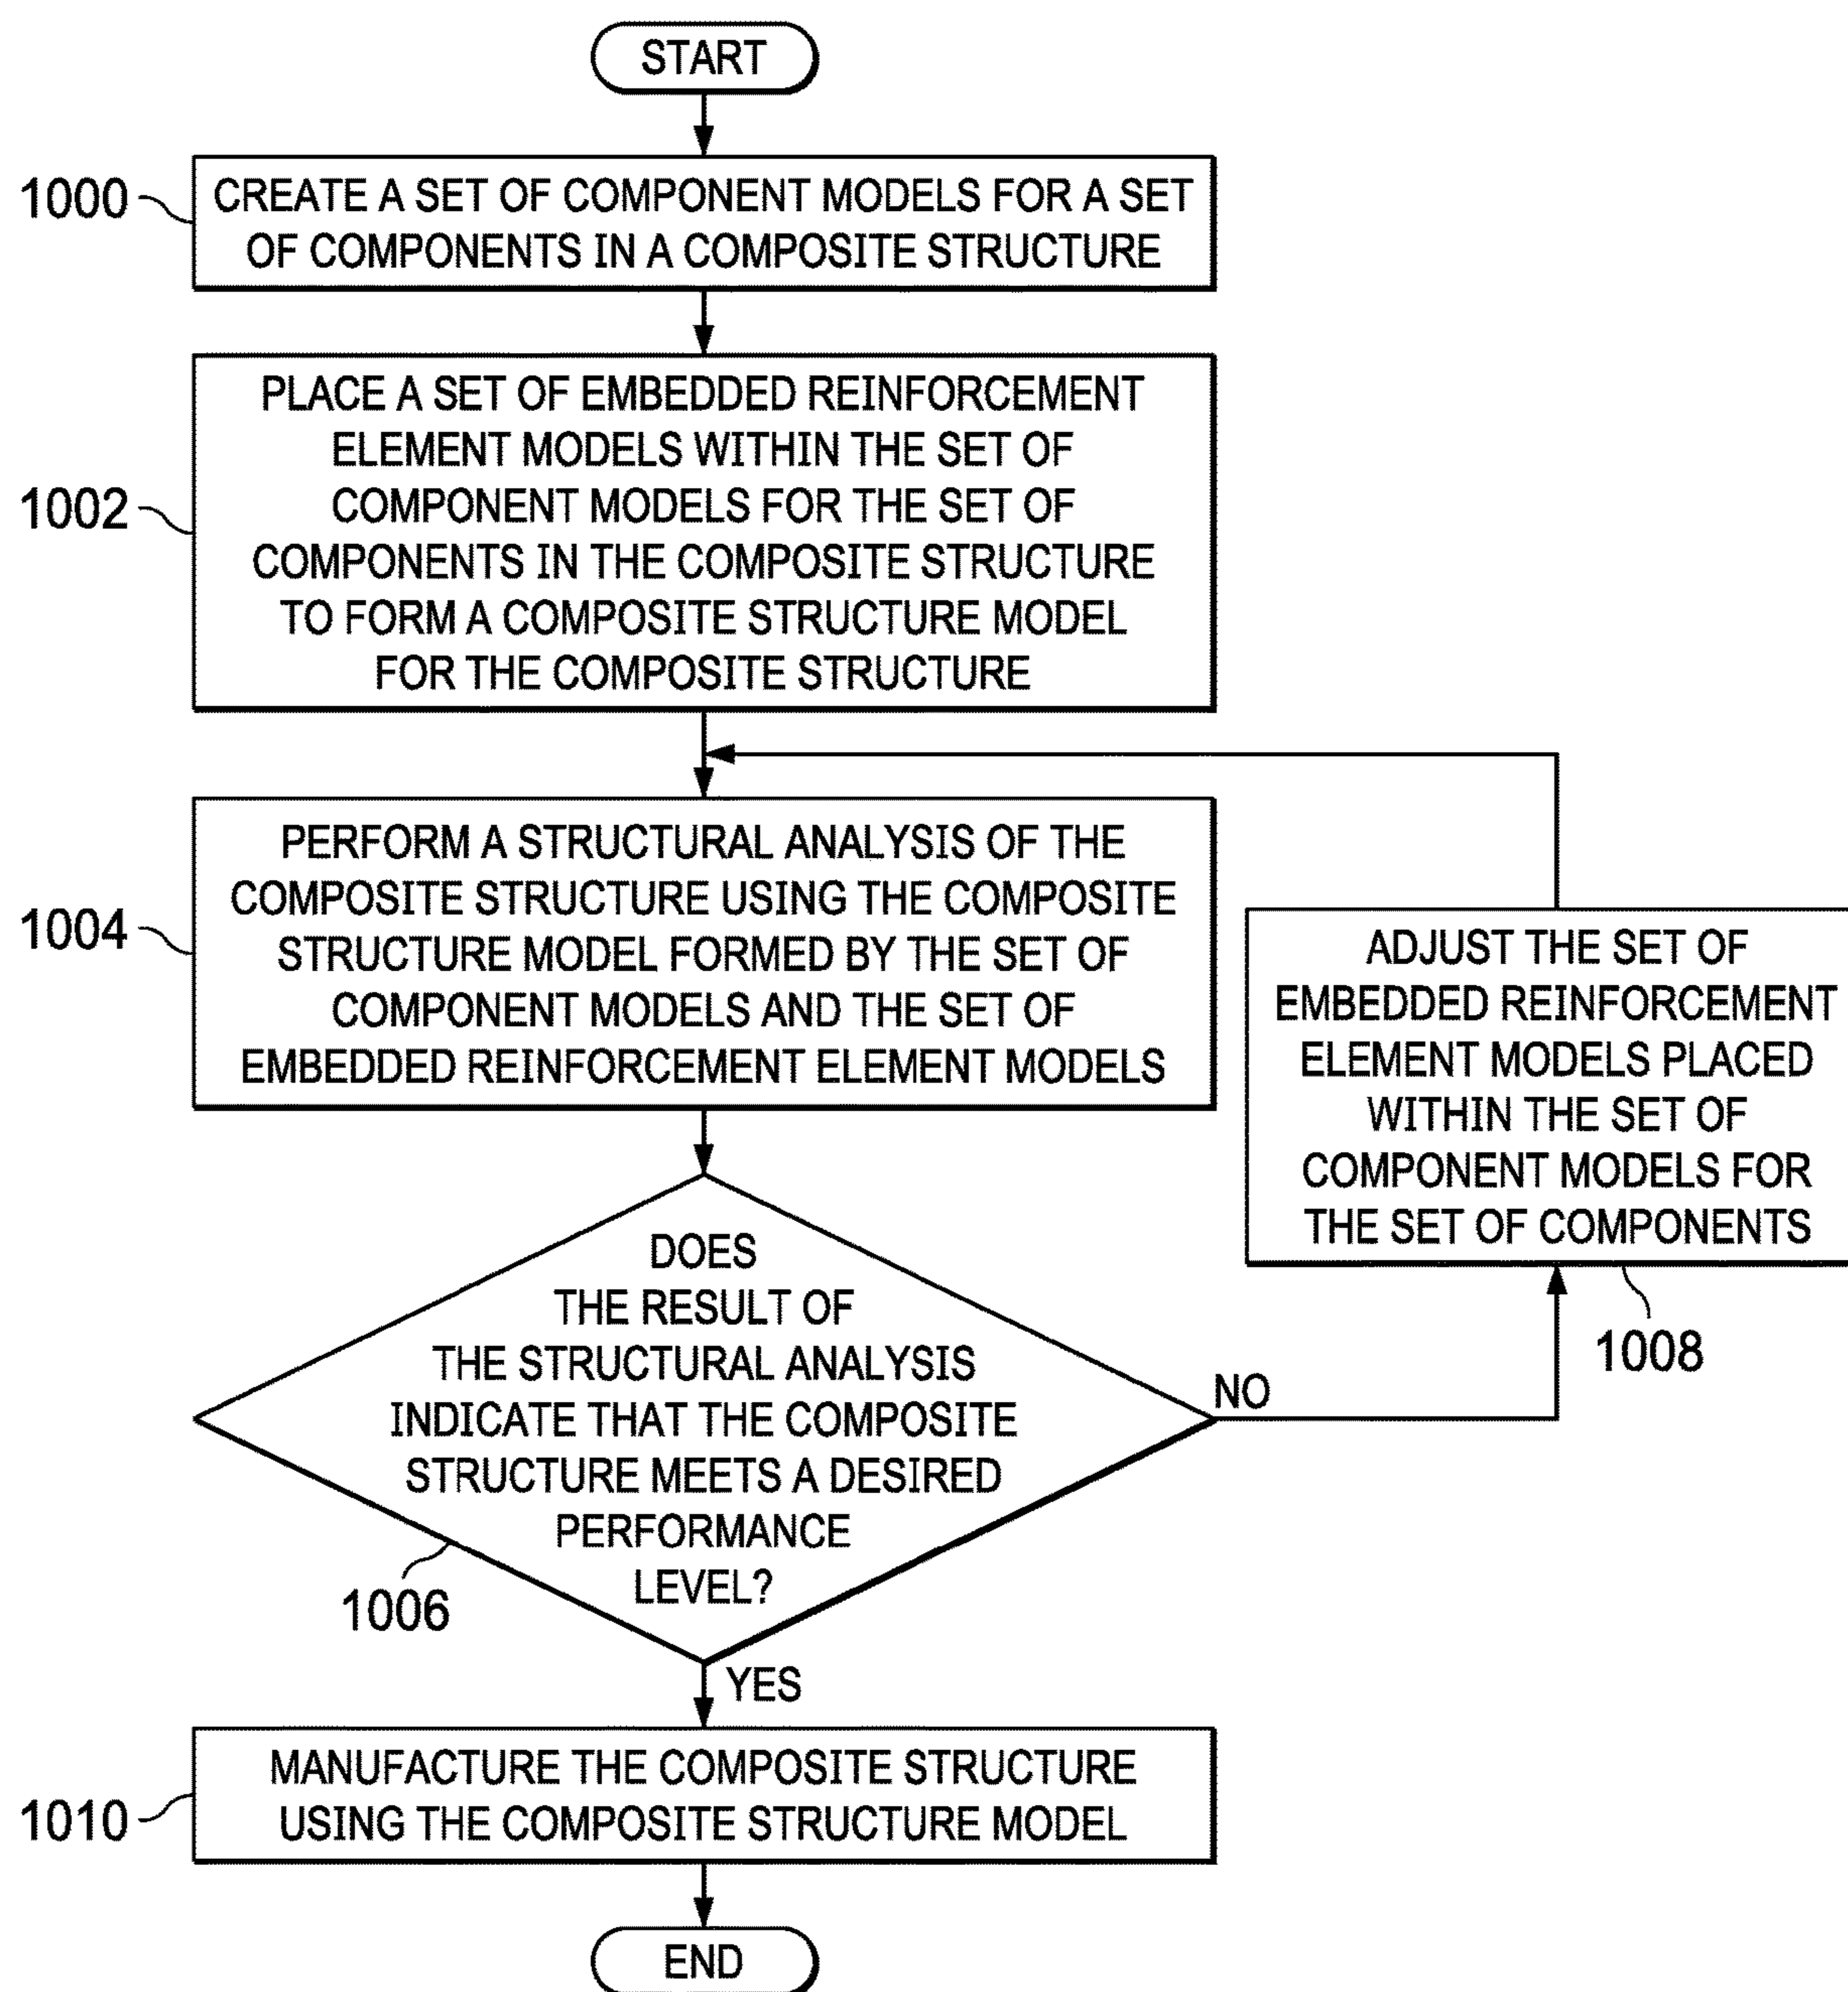 START
1000
CREATE A SET OF COMPONENT MODELS FOR A SET
OF COMPONENTS IN A COMPOSITE STRUCTURE
1002
PLACE A SET OF EMBEDDED REINFORCEMENT
ELEMENT MODELS WITHIN THE SET OF
COMPONENT MODELS FOR THE SET OF
COMPONENTS IN THE COMPOSITE STRUCTURE
TO FORM A COMPOSITE STRUCTURE MODEL
FOR THE COMPOSITE STRUCTURE
1004
PERFORM A STRUCTURAL ANALYSIS OF THE
COMPOSITE STRUCTURE USING THE COMPOSITE
STRUCTURE MODEL FORMED BY THE SET OF
COMPONENT MODELS AND THE SET OF
EMBEDDED REINFORCEMENT ELEMENT MODELS
DOES
THE RESULT OF
THE STRUCTURAL ANALYSIS
INDICATE THAT THE COMPOSITE
STRUCTURE MEETS A DESIRED
PERFORMANCE
LEVEL?
1006
NO
ADJUST THE SET OF
EMBEDDED REINFORCEMENT
ELEMENT MODELS PLACED
WITHIN THE SET OF
COMPONENT MODELS FOR
THE SET OF COMPONENTS
1008
YES
1010
MANUFACTURE THE COMPOSITE STRUCTURE
USING THE COMPOSITE STRUCTURE MODEL
END